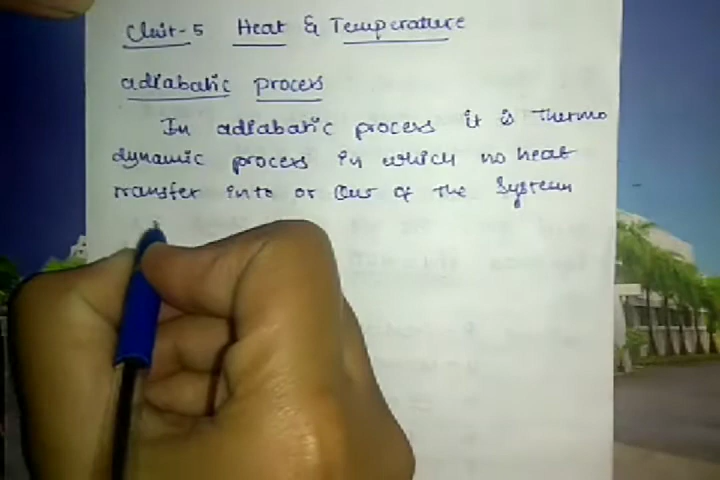 Unit-5 Heat & Temperature
adiabatic process
In adiabatic process it is Thermo
dynamic process in which no heat
transfer into or Out of the System